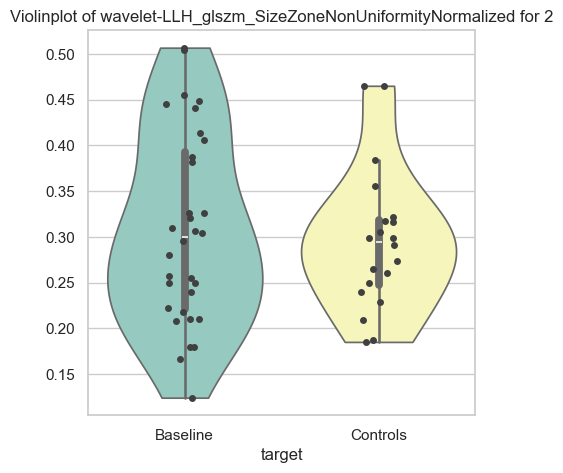 Violinplot of wavelet-LLH_glszm_SizeZoneNonUniformityNormalized for 2
0.50
0.45
0.40
0.35
0.30
0.25
0.20
0.15
Baseline
Controls
target